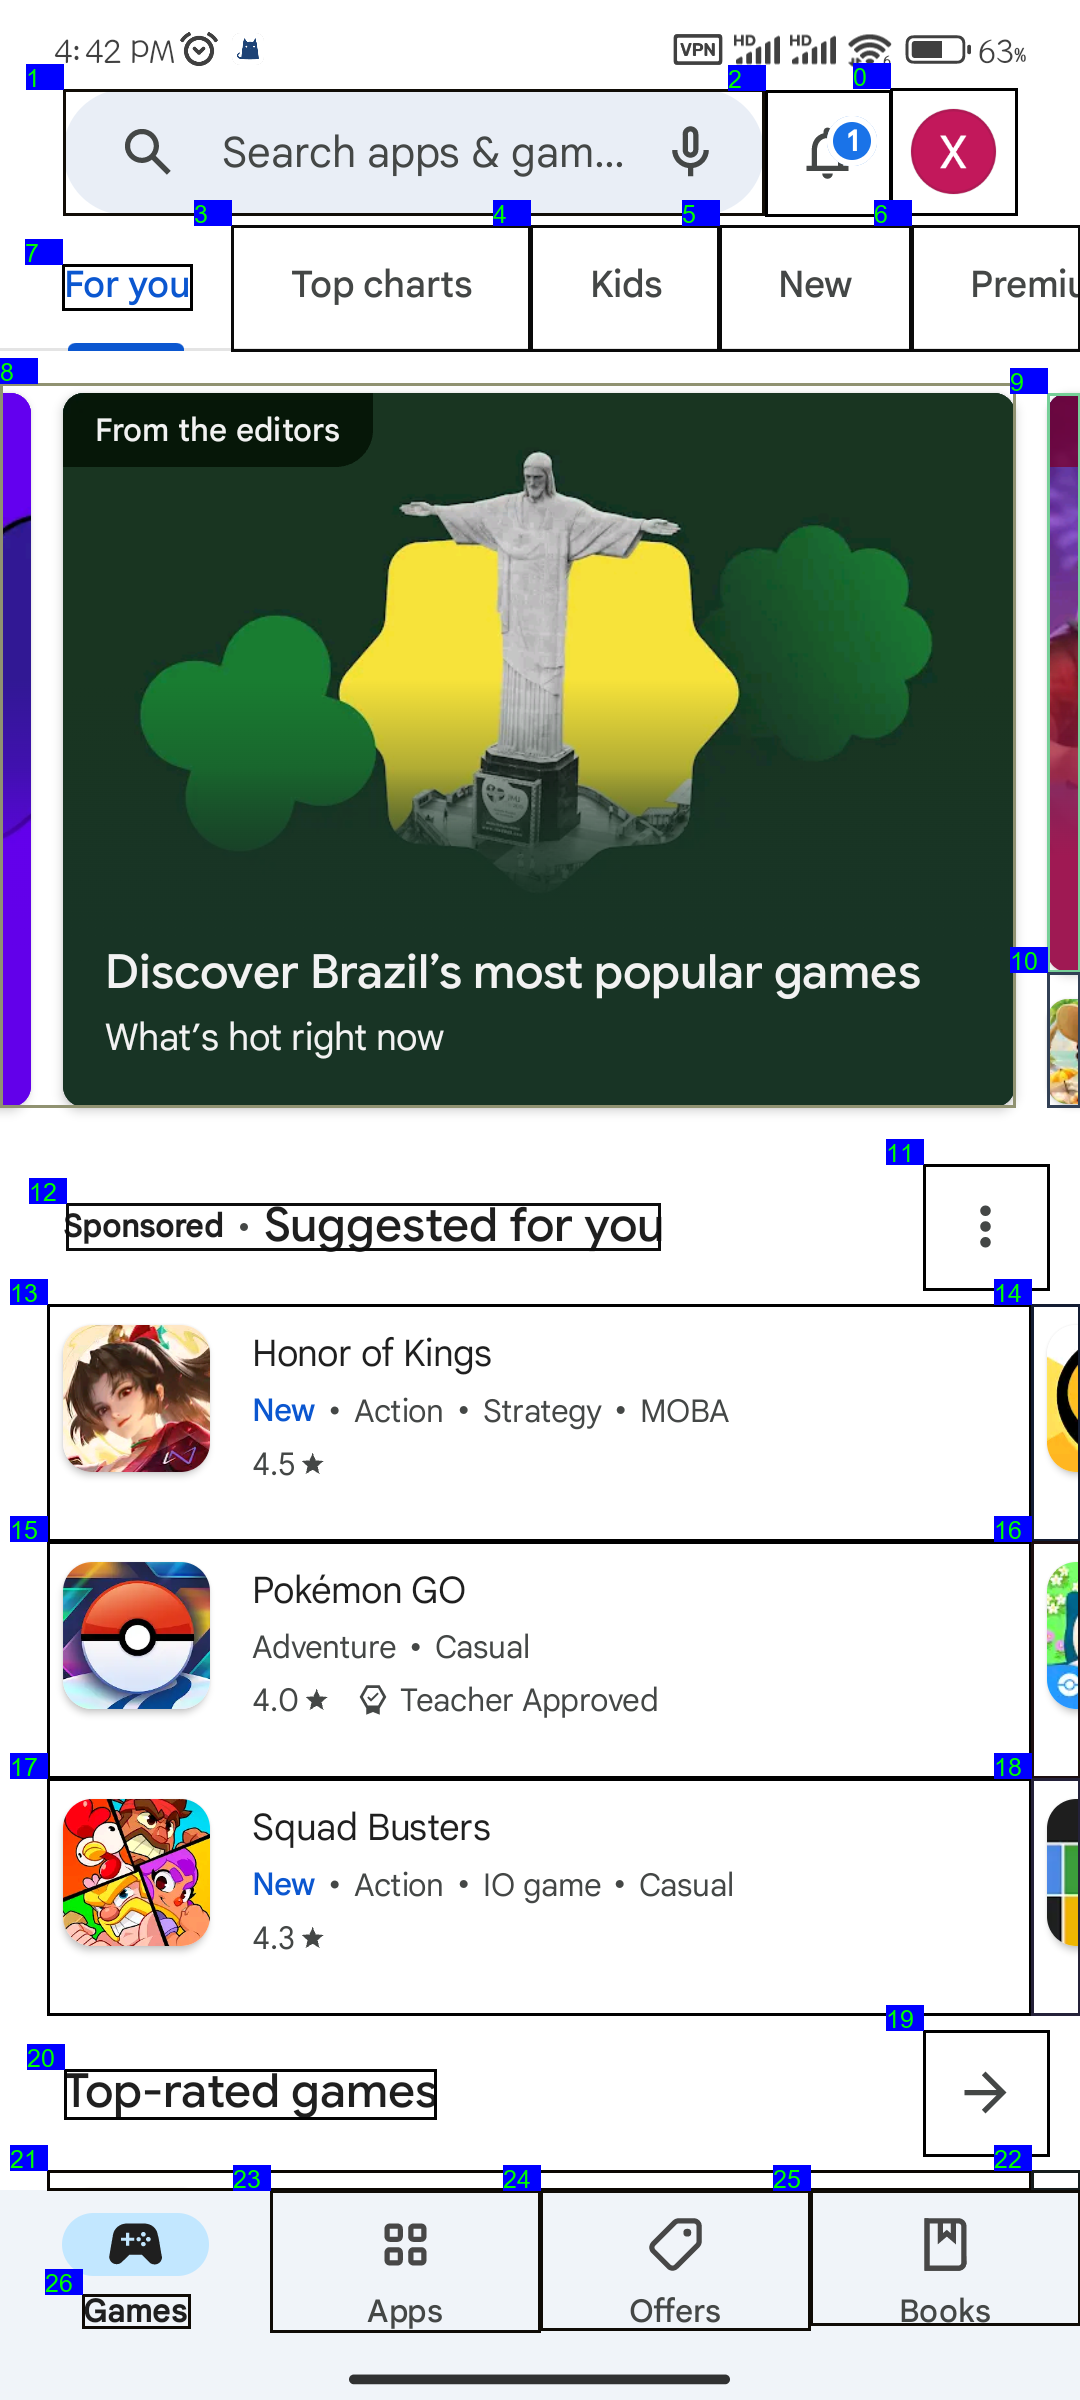 4:42 PM VPN HD HD 6 63%
1 2 0
Search apps & gam... 1 X
3 4 5 6
7
For you Top charts Kids New Premiu
8 9
From the editors
10
Discover Brazil's most popular games
What's hot right now
11
12
Sponsored • Suggested for you
13 14
Honor of Kings
New • Action • Strategy • MOBA
4.5 ★
15 16
Pokémon GO
Adventure • Casual
4.0 ★ Teacher Approved
17 18
Squad Busters
New • Action • IO game • Casual
4.3 ★
19
20
Top-rated games
21 22
23 24 25
26
Games Apps Offers Books